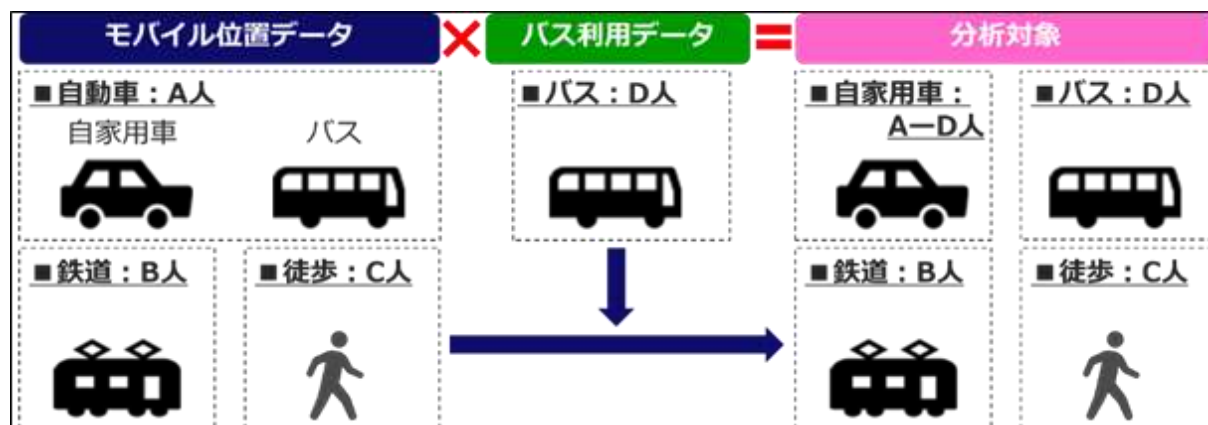 モバイル位置データ
×
バス利用データ
=
分析対象
■自動車:A人
自家用車
バス
■鉄道:B人
■徒歩:C人
■バス:D人
■自家用車:
A―D人
■バス:D人
■鉄道:B人
■徒歩:C人